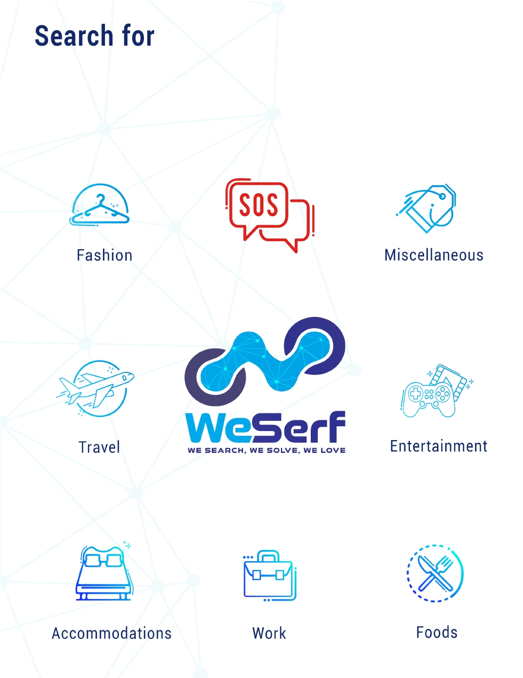 Search for
SOS
Fashion
Miscellaneous
WeSerf
WE SEARCH, WE SOLVE, WE LOVE
Travel
Entertainment
Accommodations
Work
Foods